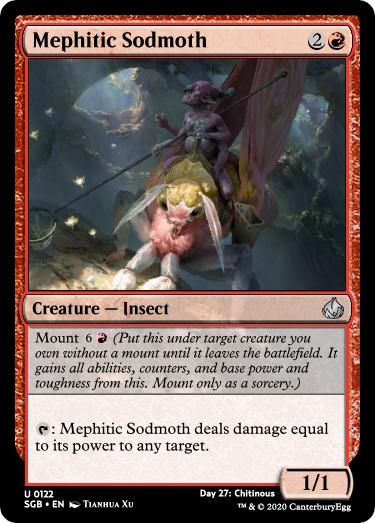 Mephitic Sodmoth 2
Creature — Insect
Mount 6 (Put this under target creature you
own without a mount until it leaves the battlefield. It
gains all abilities, counters, and base power and
toughness from this. Mount only as a sorcery.)
: Mephitic Sodmoth deals damage equal
to its power to any target.
1/1
U 0122
Day 27: Chitinous
SGB • EN Tianhua Xu
™ & © 2020 CanterburyEgg